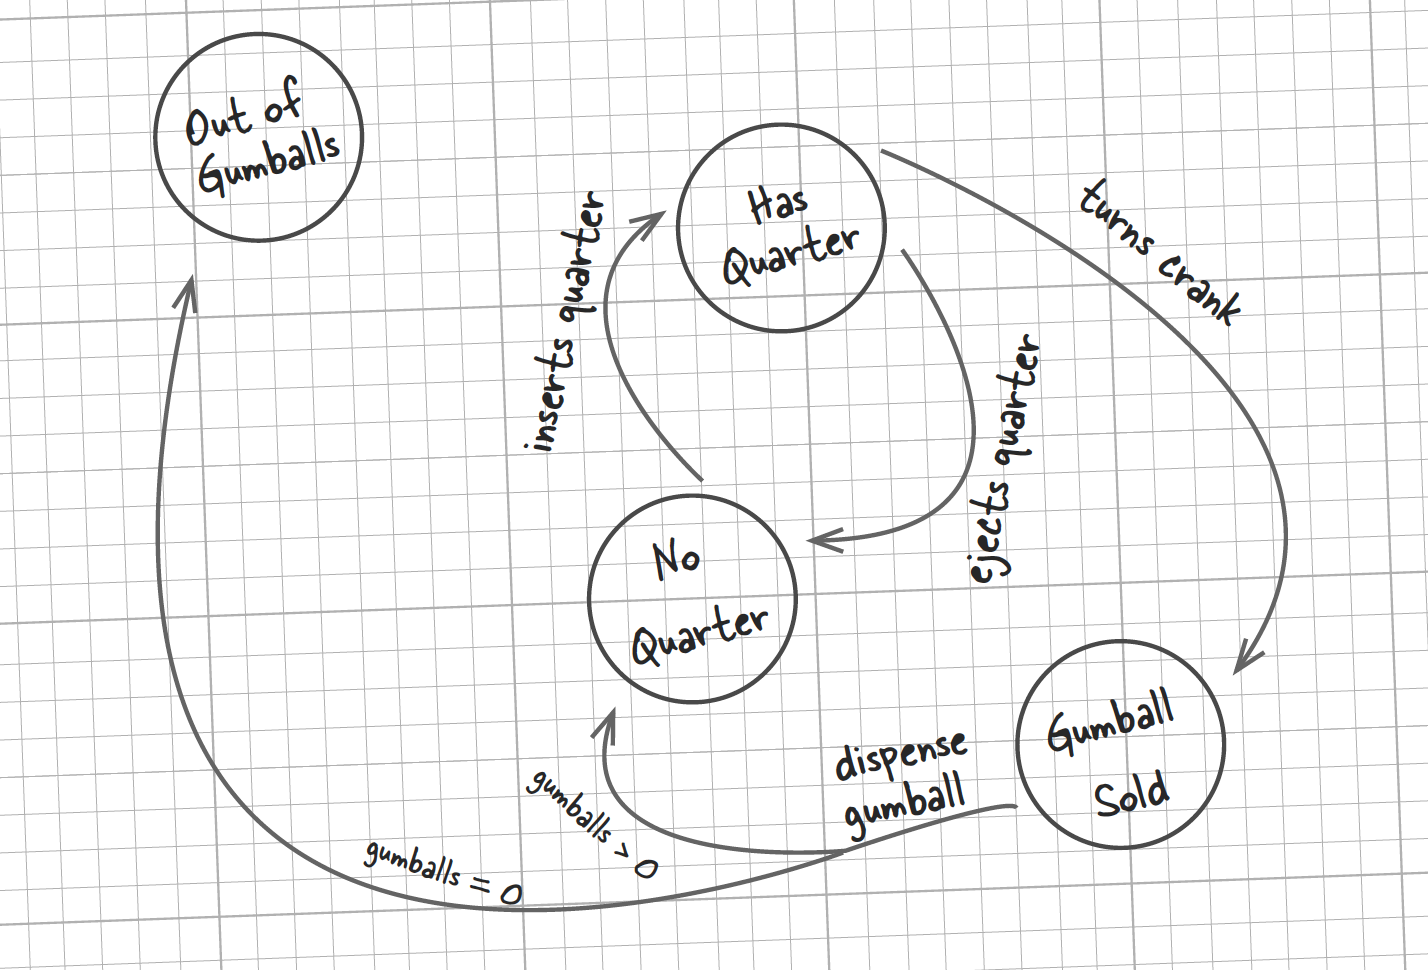 Out of
Gumballs
Has
Quarter
turns crank
inserts quarter
ejects quarter
No
Quarter
Gumball
Sold
dispense
gumball
gumballs > 0
gumballs = 0